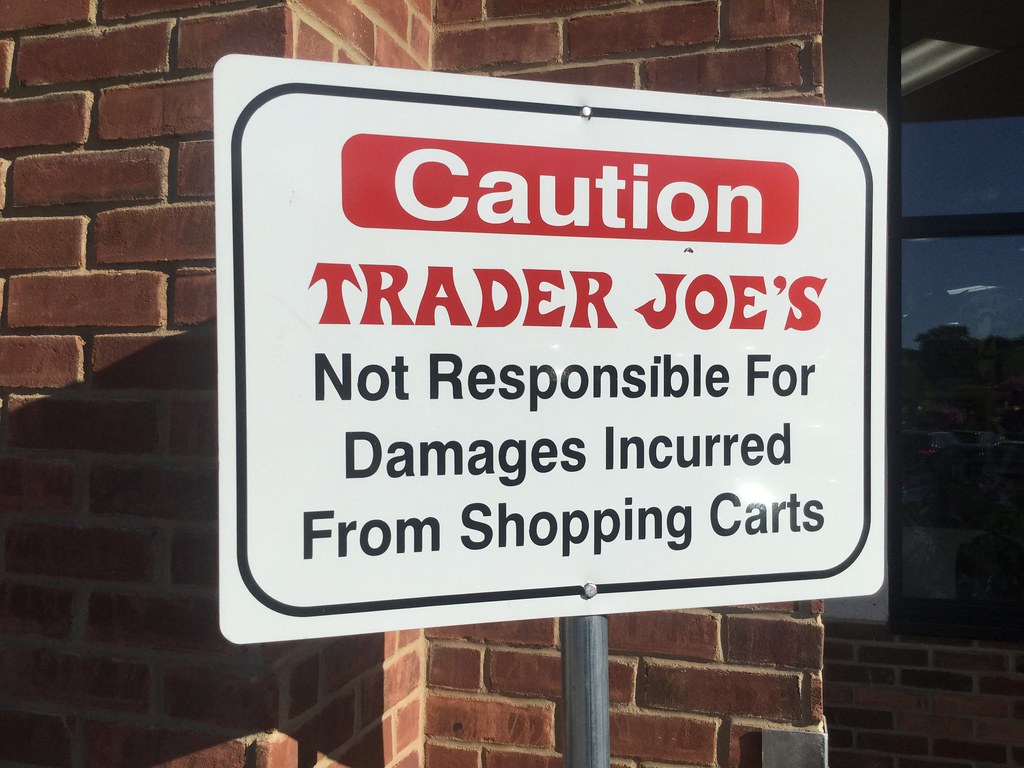 Caution
TRADER JOE'S
Not Responsible For
Damages Incurred
From Shopping Carts